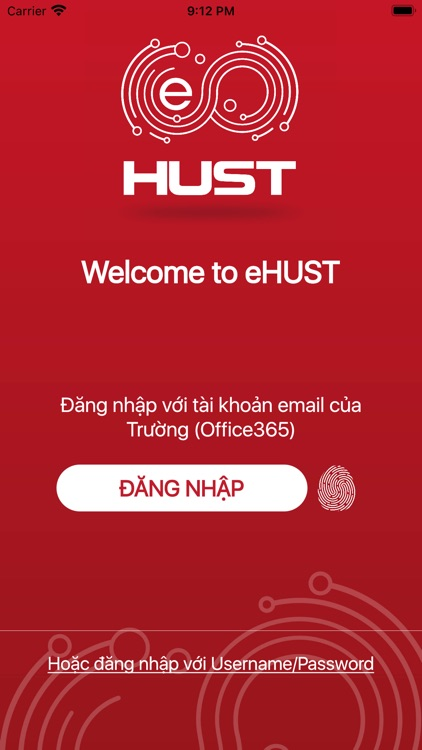 Carrier 9:12 PM
e
HUST
Welcome to eHUST
Đăng nhập với tài khoản email của
Trường (Office365)
ĐĂNG NHẬP
Hoặc đăng nhập với Username/Password